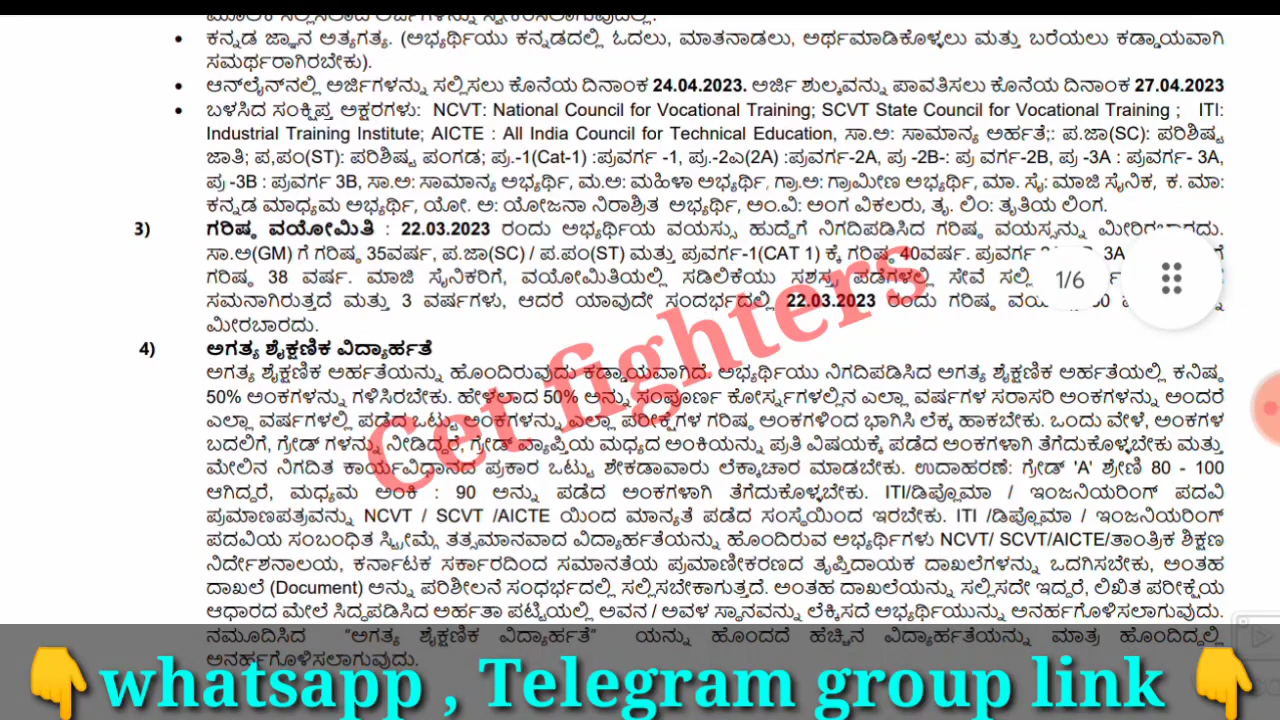 ಕನ್ನಡ ಜ್ಞಾನ ಅತ್ಯಗತ್ಯ. (ಅಭ್ಯರ್ಥಿಯು ಕನ್ನಡದಲ್ಲಿ ಓದಲು, ಮಾತನಾಡಲು, ಅರ್ಥಮಾಡಿಕೊಳ್ಳಲು ಮತ್ತು ಬರೆಯಲು ಕಡ್ಡಾಯವಾಗಿ
ಸಮರ್ಥರಾಗಿರಬೇಕು).
ಆನ್‌ಲೈನ್‌ನಲ್ಲಿ ಅರ್ಜಿಗಳನ್ನು ಸಲ್ಲಿಸಲು ಕೊನೆಯ ದಿನಾಂಕ 24.04.2023. ಅರ್ಜಿ ಶುಲ್ಕವನ್ನು ಪಾವತಿಸಲು ಕೊನೆಯ ದಿನಾಂಕ 27.04.2023
ಬಳಸಿದ ಸಂಕ್ಷಿಪ್ತ ಅಕ್ಷರಗಳು: NCVT: National Council for Vocational Training; SCVT State Council for Vocational Training ; ITI:
Industrial Training Institute; AICTE : All India Council for Technical Education, ಸಾ.ಅ: ಸಾಮಾನ್ಯ ಅರ್ಹತೆ;: ಪ.ಜಾ(SC): ಪರಿಶಿಷ್ಟ
ಜಾತಿ; ಪ,ಪಂ(ST): ಪರಿಶಿಷ್ಟ ಪಂಗಡ; ಪ್ರ.-1(Cat-1) :ಪ್ರವರ್ಗ -1, ಪ್ರ.-2ಎ(2A) :ಪ್ರವರ್ಗ-2A, ಪ್ರ -2B-: ಪ್ರ ವರ್ಗ-2B, ಪ್ರ -3A : ಪ್ರವರ್ಗ- 3A,
ಪ್ರ -3B : ಪ್ರವರ್ಗ 3B, ಸಾ.ಅ: ಸಾಮಾನ್ಯ ಅಭ್ಯರ್ಥಿ, ಮ.ಅ: ಮಹಿಳಾ ಅಭ್ಯರ್ಥಿ, ಗ್ರಾ.ಅ: ಗ್ರಾಮೀಣ ಅಭ್ಯರ್ಥಿ, ಮಾ. ಸೈ: ಮಾಜಿ ಸೈನಿಕ, ಕ. ಮಾ:
ಕನ್ನಡ ಮಾಧ್ಯಮ ಅಭ್ಯರ್ಥಿ, ಯೋ. ಅ: ಯೋಜನಾ ನಿರಾಶ್ರಿತ ಅಭ್ಯರ್ಥಿ, ಅಂ.ವಿ: ಅಂಗ ವಿಕಲರು, ತೃ. ಲಿಂ: ತೃತಿಯ ಲಿಂಗ.
3) ಗರಿಷ್ಠ ವಯೋಮಿತಿ : 22.03.2023 ರಂದು ಅಭ್ಯರ್ಥಿಯ ವಯಸ್ಸು ಹುದ್ದೆಗೆ ನಿಗದಿಪಡಿಸಿದ ಗರಿಷ್ಠ ವಯಸ್ಸನ್ನು ಮೀರಿರಬಾರದು.
ಸಾ.ಅ(GM) ಗೆ ಗರಿಷ್ಠ 35ವರ್ಷ, ಪ.ಜಾ(SC) / ಪ.ಪಂ(ST) ಮತ್ತು ಪ್ರವರ್ಗ-1(CAT 1) ಕ್ಕೆ ಗರಿಷ್ಠ 40ವರ್ಷ. ಪ್ರವರ್ಗ
ಗರಿಷ್ಠ 38 ವರ್ಷ. ಮಾಜಿ ಸೈನಿಕರಿಗೆ, ವಯೋಮಿತಿಯಲ್ಲಿ ಸಡಿಲಿಕೆಯು ಸಶಸ್ತ್ರ ಪಡೆಗಳಲ್ಲಿ ಸೇವೆ
ಸಮನಾಗಿರುತ್ತದೆ ಮತ್ತು 3 ವರ್ಷಗಳು, ಆದರೆ ಯಾವುದೇ ಸಂದರ್ಭದಲ್ಲಿ 22.03.2023 ರಂದು ಗರಿಷ್ಠ
ಮೀರಬಾರದು.
1/6
4) ಅಗತ್ಯ ಶೈಕ್ಷಣಿಕ ವಿದ್ಯಾರ್ಹತೆ
ಅಗತ್ಯ ಶೈಕ್ಷಣಿಕ ಅರ್ಹತೆಯನ್ನು ಹೊಂದಿರುವುದು ಕಡ್ಡಾಯವಾಗಿದೆ. ಅಭ್ಯರ್ಥಿಯು ನಿಗದಿಪಡಿಸಿದ ಅಗತ್ಯ ಶೈಕ್ಷಣಿಕ ಅರ್ಹತೆಯಲ್ಲಿ ಕನಿಷ್ಠ
50% ಅಂಕಗಳನ್ನು ಗಳಿಸಿರಬೇಕು. ಹೇಳಲಾದ 50% ಅನ್ನು ಸಂಪೂರ್ಣ ಕೋರ್ಸ್‌ಗಳಲ್ಲಿನ ಎಲ್ಲಾ ವರ್ಷಗಳ ಸರಾಸರಿ ಅಂಕಗಳನ್ನು ಅಂದರೆ
ಎಲ್ಲಾ ವರ್ಷಗಳಲ್ಲಿ ಪಡೆದ ಒಟ್ಟು ಅಂಕಗಳನ್ನು ಎಲ್ಲಾ ಪರೀಕ್ಷೆಗಳ ಗರಿಷ್ಠ ಅಂಕಗಳಿಂದ ಭಾಗಿಸಿ ಲೆಕ್ಕ ಹಾಕಬೇಕು. ಒಂದು ವೇಳೆ, ಅಂಕಗಳ
ಬದಲಿಗೆ, ಗ್ರೇಡ್ ಗಳನ್ನು ನೀಡಿದ್ದರೆ, ಗ್ರೇಡ್ ವ್ಯಾಪ್ತಿಯ ಮಧ್ಯದ ಅಂಕಿಯನ್ನು ಪ್ರತಿ ವಿಷಯಕ್ಕೆ ಪಡೆದ ಅಂಕಗಳಾಗಿ ತೆಗೆದುಕೊಳ್ಳಬೇಕು ಮತ್ತು
ಮೇಲಿನ ನಿಗದಿತ ಕಾರ್ಯವಿಧಾನದ ಪ್ರಕಾರ ಒಟ್ಟು ಶೇಕಡಾವಾರು ಲೆಕ್ಕಾಚಾರ ಮಾಡಬೇಕು. ಉದಾಹರಣೆ: ಗ್ರೇಡ್ 'A' ಶ್ರೇಣಿ 80 - 100
ಆಗಿದ್ದರೆ, ಮಧ್ಯಮ ಅಂಕಿ : 90 ಅನ್ನು ಪಡೆದ ಅಂಕಗಳಾಗಿ ತೆಗೆದುಕೊಳ್ಳಬೇಕು. ITI/ಡಿಪ್ಲೊಮಾ / ಇಂಜನಿಯರಿಂಗ್ ಪದವಿ
ಪ್ರಮಾಣಪತ್ರವನ್ನು NCVT / SCVT /AICTE ಯಿಂದ ಮಾನ್ಯತೆ ಪಡೆದ ಸಂಸ್ಥೆಯಿಂದ ಇರಬೇಕು. ITI /ಡಿಪ್ಲೊಮಾ / ಇಂಜನಿಯರಿಂಗ್
ಪದವಿಯ ಸಂಬಂಧಿತ ಸ್ಟ್ರೀಮ್ಗೆ ತತ್ಸಮಾನವಾದ ವಿದ್ಯಾರ್ಹತೆಯನ್ನು ಹೊಂದಿರುವ ಅಭ್ಯರ್ಥಿಗಳು NCVT/ SCVT/AICTE/ತಾಂತ್ರಿಕ ಶಿಕ್ಷಣ
ನಿರ್ದೇಶನಾಲಯ, ಕರ್ನಾಟಕ ಸರ್ಕಾರದಿಂದ ಸಮಾನತೆಯ ಪ್ರಮಾಣೀಕರಣದ ತೃಪ್ತಿದಾಯಕ ದಾಖಲೆಗಳನ್ನು ಒದಗಿಸಬೇಕು, ಅಂತಹ
ದಾಖಲೆ (Document) ಅನ್ನು ಪರಿಶೀಲನೆ ಸಂಧರ್ಭದಲ್ಲಿ ಸಲ್ಲಿಸಬೇಕಾಗುತ್ತದೆ. ಅಂತಹ ದಾಖಲೆಯನ್ನು ಸಲ್ಲಿಸದೇ ಇದ್ದರೆ, ಲಿಖಿತ ಪರೀಕ್ಷೆಯ
ಆಧಾರದ ಮೇಲೆ ಸಿದ್ಧಪಡಿಸಿದ ಅರ್ಹತಾ ಪಟ್ಟಿಯಲ್ಲಿ ಅವನ / ಅವಳ ಸ್ಥಾನವನ್ನು ಲೆಕ್ಕಿಸದೆ ಅಭ್ಯರ್ಥಿಯುನ್ನು ಅನರ್ಹಗೊಳಿಸಲಾಗುವುದು.
ನಮೂದಿಸಿದ "ಅಗತ್ಯ ಶೈಕ್ಷಣಿಕ ವಿದ್ಯಾರ್ಹತೆ" ಯನ್ನು ಹೊಂದದೆ ಹೆಚ್ಚಿನ ವಿದ್ಯಾರ್ಹತೆಯನ್ನು ಮಾತ್ರ ಹೊಂದಿದ್ದಲ್ಲಿ
ಅನರ್ಹಗೊಳಿಸಲಾಗುವುದು.
Cet fighters
whatsapp , Telegram group link